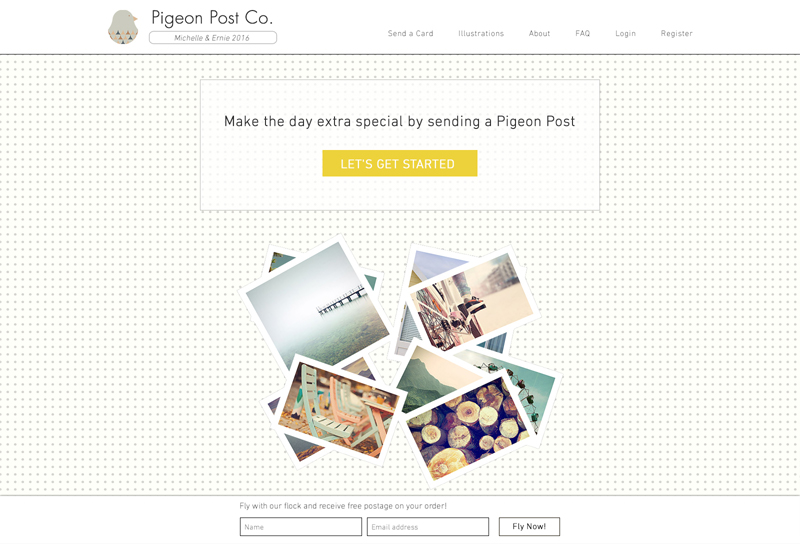 Pigeon Post Co.
Michelle & Ernie 2016
Send a Card
Illustrations
About
FAQ
Login
Register
Make the day extra special by sending a Pigeon Post
LET'S GET STARTED
Fly with our flock and receive free postage on your order!
Name
Email address
Fly Now!